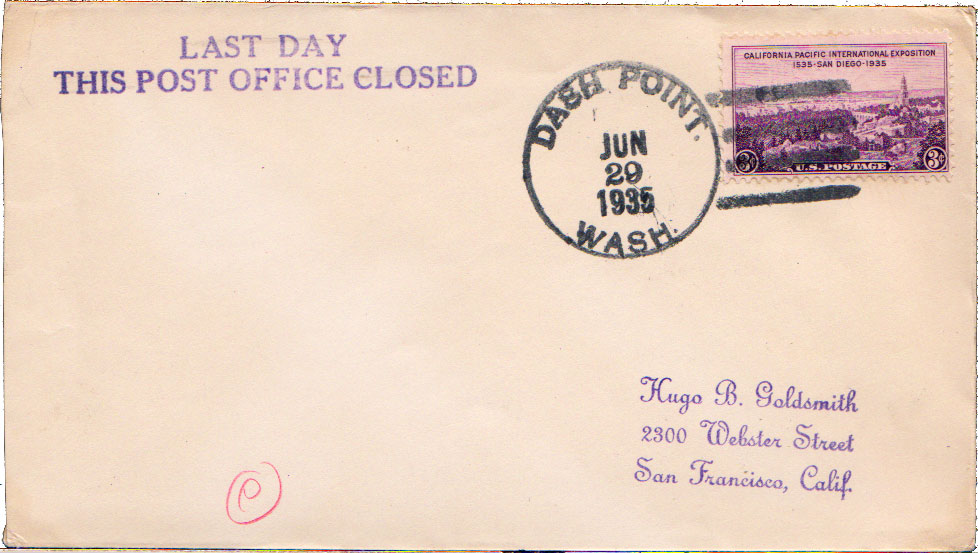 LAST DAY
THIS POST OFFICE CLOSED
DASH POINT.
JUN
29
1935
WASH.
CALIFORNIA PACIFIC INTERNATIONAL EXPOSITION
1535-SAN DIEGO-1935
3¢ 3¢
U.S. POSTAGE
Hugo B. Goldsmith
2300 Webster Street
San Francisco, Calif.